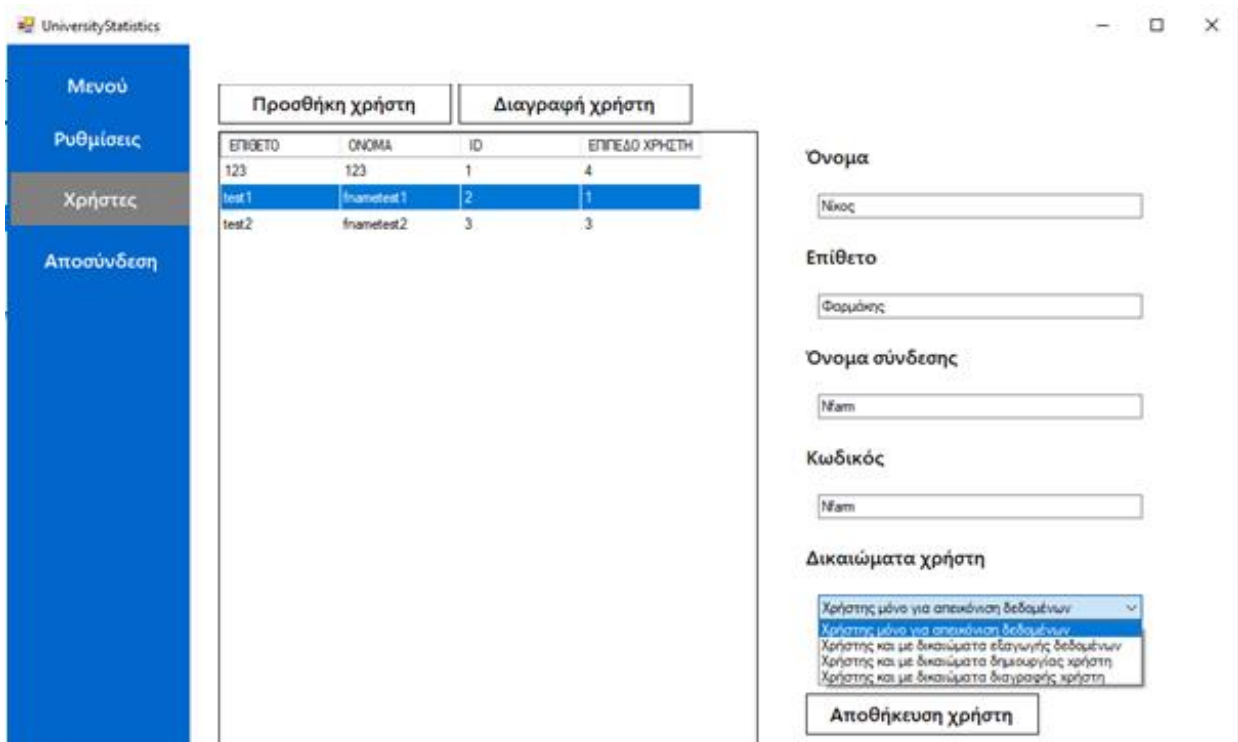 UniversityStatistics
Μενού
Ρυθμίσεις
Χρήστες
Αποσύνδεση
Προσθήκη χρήστη Διαγραφή χρήστη
ΕΠΙΘΕΤΟ ΟΝΟΜΑ ID ΕΠΙΠΕΔΟ ΧΡΗΣΤΗ
123 123 1 4
test1 fnametest1 2 1
test2 fnametest2 3 3
Όνομα
Νίκος
Επίθετο
Φαρμάκης
Όνομα σύνδεσης
Nfarm
Κωδικός
Nfarm
Δικαιώματα χρήστη
Χρήστης μόνο για απεικόνιση δεδομένων
Χρήστης μόνο για απεικόνιση δεδομένων
Χρήστης και με δικαιώματα εξαγωγής δεδομένων
Χρήστης και με δικαιώματα δημιουργίας χρήστη
Χρήστης και με δικαιώματα διαγραφής χρήστη
Αποθήκευση χρήστη